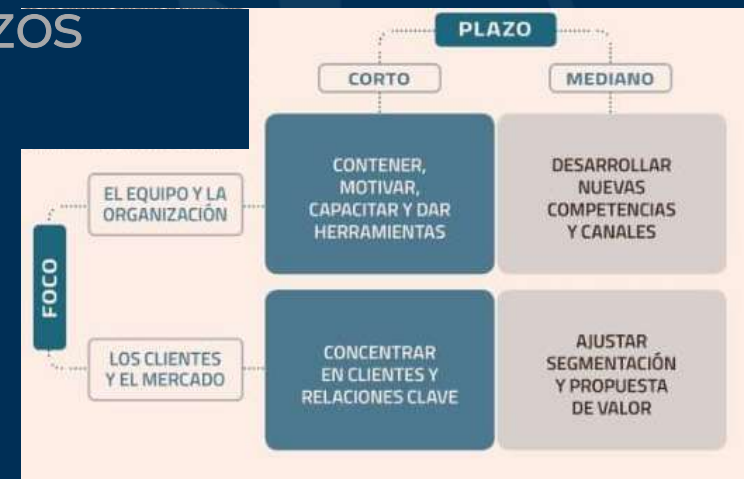 ZOS
PLAZO
CORTO
MEDIANO
FOCO
EL EQUIPO Y LA
ORGANIZACIÓN
CONTENER,
MOTIVAR,
CAPACITAR Y DAR
HERRAMIENTAS
DESARROLLAR
NUEVAS
COMPETENCIAS
Y CANALES
LOS CLIENTES
Y EL MERCADO
CONCENTRAR
EN CLIENTES Y
RELACIONES CLAVE
AJUSTAR
SEGMENTACIÓN
Y PROPUESTA
DE VALOR